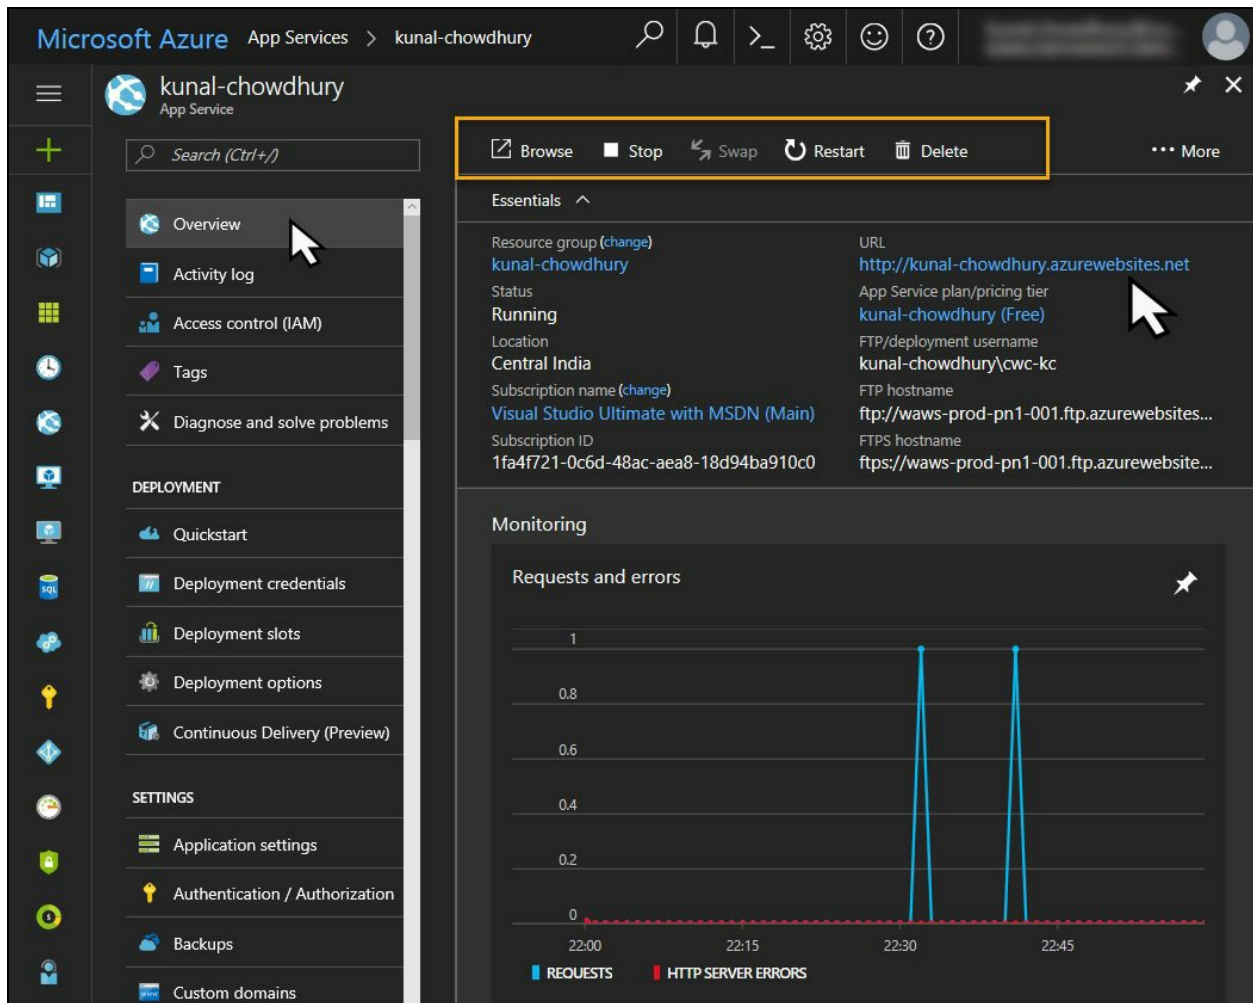 Microsoft Azure App Services > kunal-chowdhury
kunal-chowdhury
App Service
Search (Ctrl+/)
Overview
Activity log
Access control (IAM)
Tags
Diagnose and solve problems
DEPLOYMENT
Quickstart
Deployment credentials
Deployment slots
Deployment options
Continuous Delivery (Preview)
SETTINGS
Application settings
Authentication / Authorization
Backups
Custom domains
Browse Stop Swap Restart Delete ··· More
Essentials
Resource group (change)
kunal-chowdhury
Status
Running
Location
Central India
Subscription name (change)
Visual Studio Ultimate with MSDN (Main)
Subscription ID
1fa4f721-0c6d-48ac-aea8-18d94ba910c0
URL
http://kunal-chowdhury.azurewebsites.net
App Service plan/pricing tier
kunal-chowdhury (Free)
FTP/deployment username
kunal-chowdhury\cwc-kc
FTP hostname
ftp://waws-prod-pn1-001.ftp.azurewebsites...
FTPS hostname
ftps://waws-prod-pn1-001.ftp.azurewebsite...
Monitoring
Requests and errors
1
0.8
0.6
0.4
0.2
0
22:00 22:15 22:30 22:45
REQUESTS HTTP SERVER ERRORS
SQL